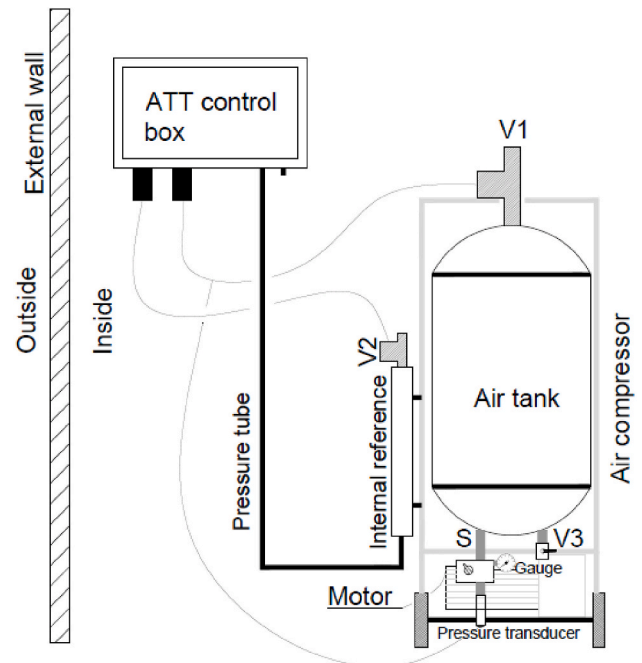 External wall
Outside
Inside
ATT control
box
V1
V2
Pressure tube
Internal reference
Air tank
Air compressor
S
V3
Gauge
Motor
Pressure transducer